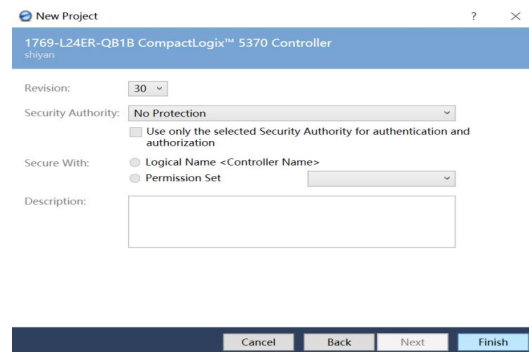 New Project
1769-L24ER-QB1B CompactLogix™ 5370 Controller
shiyan
Revision: 30
Security Authority: No Protection
Use only the selected Security Authority for authentication and
authorization
Secure With: Logical Name <Controller Name>
Permission Set
Description:
Cancel Back Next Finish